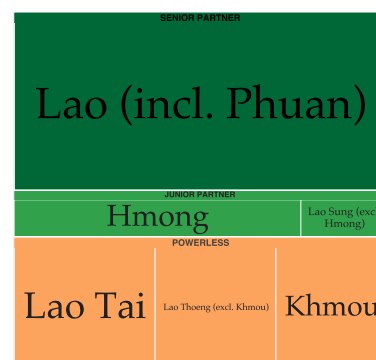 SENIOR PARTNER
Lao (incl. Phuan)
JUNIOR PARTNER
Hmong
Lao Sung (exc
Hmong)
POWERLESS
Lao Tai
Lao Thoeng (excl. Khmou)
Khmou